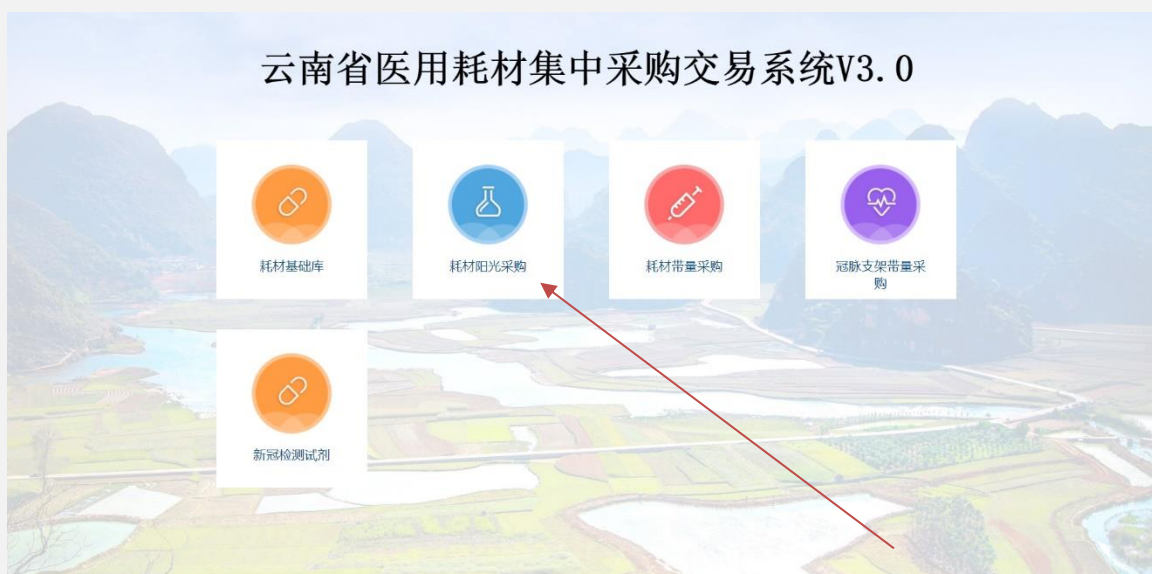 云南省医用耗材集中采购交易系统V3.0
耗材基础库
耗材阳光采购
耗材带量采购
冠脉支架带量采
购
新冠检测试剂